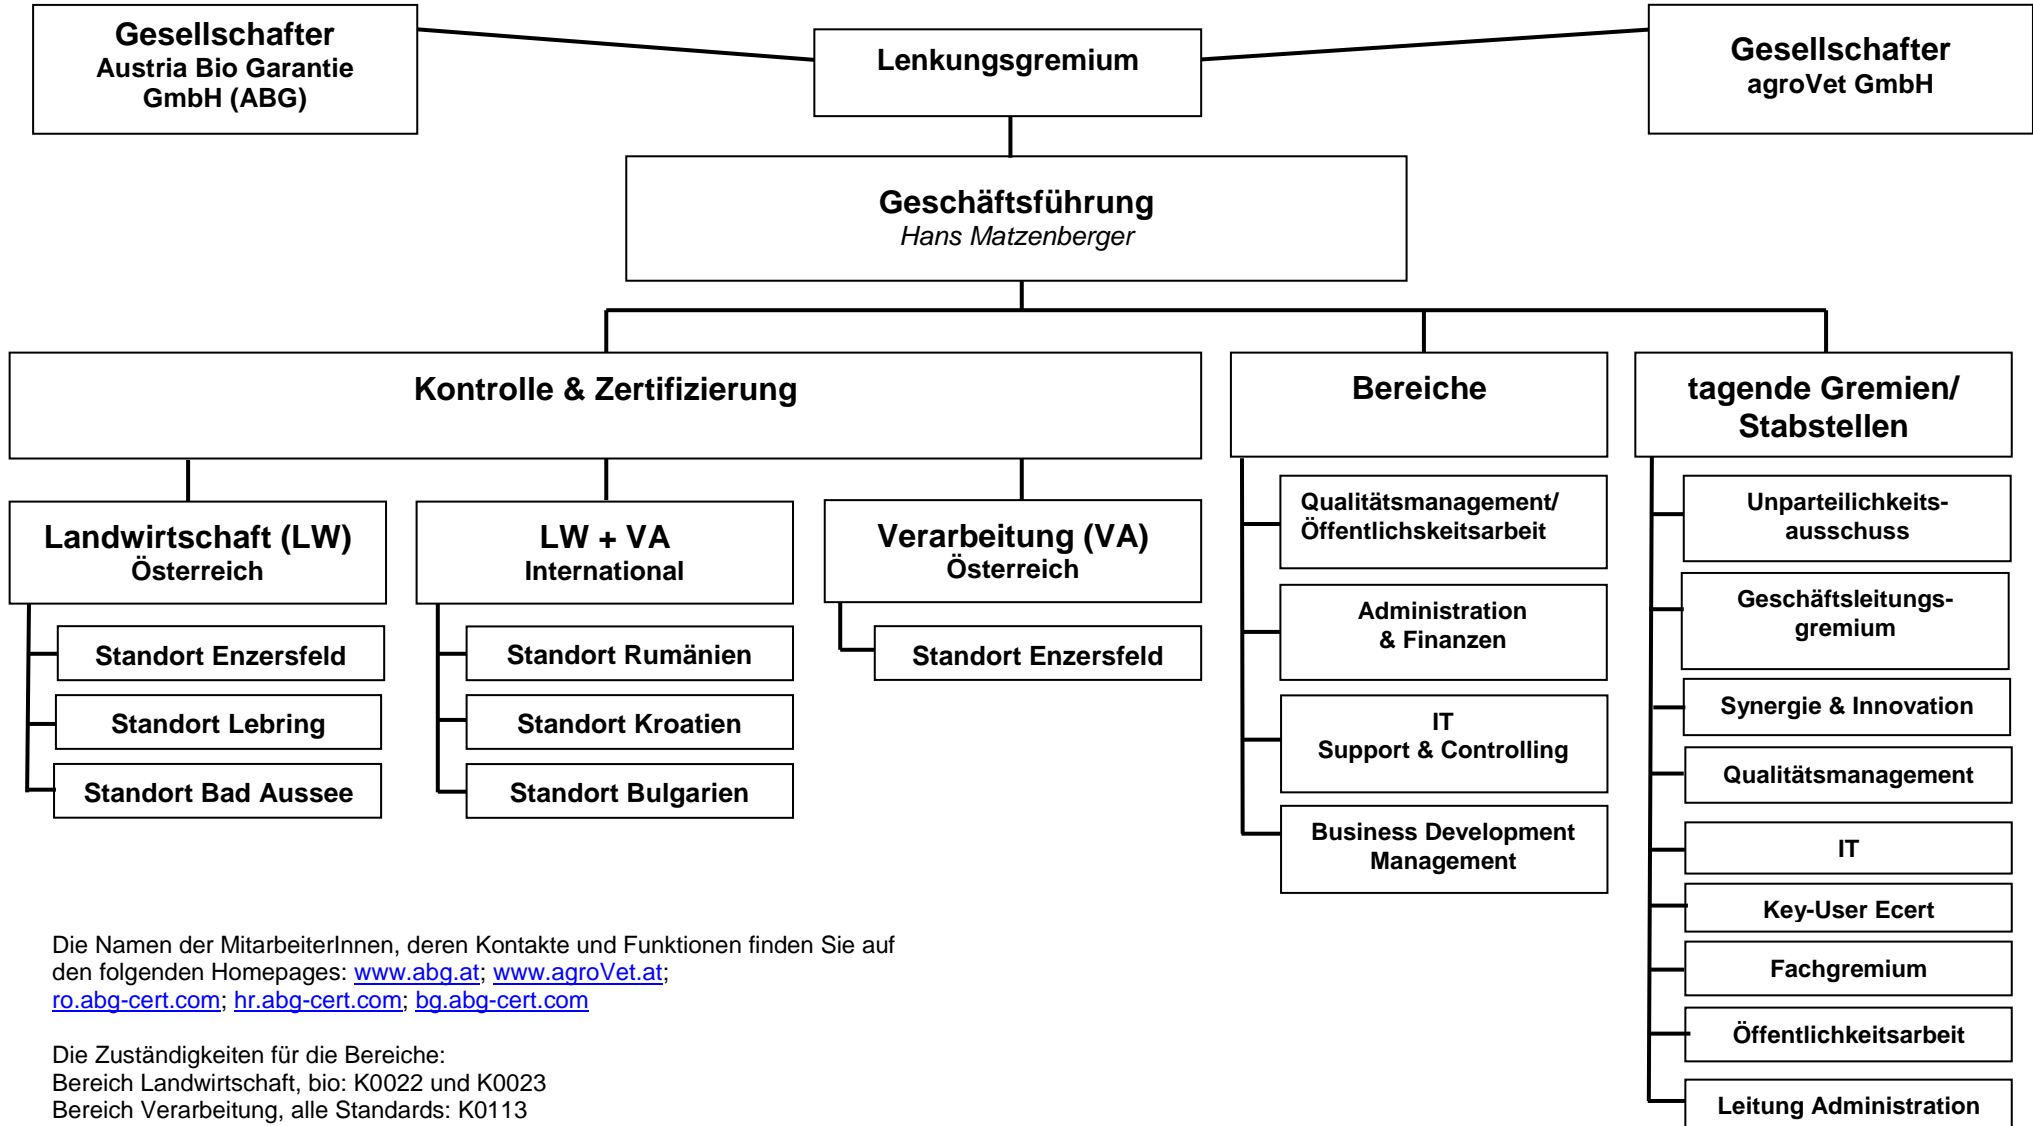 Gesellschafter
Austria Bio Garantie
GmbH (ABG)
Lenkungsgremium
Gesellschafter
agroVet GmbH
Geschäftsführung
Hans Matzenberger
Kontrolle & Zertifizierung
Bereiche
tagende Gremien/
Stabstellen
Landwirtschaft (LW)
Österreich
Standort Enzersfeld
Standort Lebring
Standort Bad Aussee
LW + VA
International
Standort Rumänien
Standort Kroatien
Standort Bulgarien
Verarbeitung (VA)
Österreich
Standort Enzersfeld
Qualitätsmanagement/
Öffentlichskeitsarbeit
Administration
& Finanzen
IT
Support & Controlling
Business Development
Management
Unparteilichkeits-
ausschuss
Geschäftsleitungs-
gremium
Synergie & Innovation
Qualitätsmanagement
IT
Key-User Ecert
Fachgremium
Öffentlichkeitsarbeit
Leitung Administration
Die Namen der MitarbeiterInnen, deren Kontakte und Funktionen finden Sie auf
den folgenden Homepages: www.abg.at; www.agroVet.at;
ro.abg-cert.com; hr.abg-cert.com; bg.abg-cert.com
Die Zuständigkeiten für die Bereiche:
Bereich Landwirtschaft, bio: K0022 und K0023
Bereich Verarbeitung, alle Standards: K0113